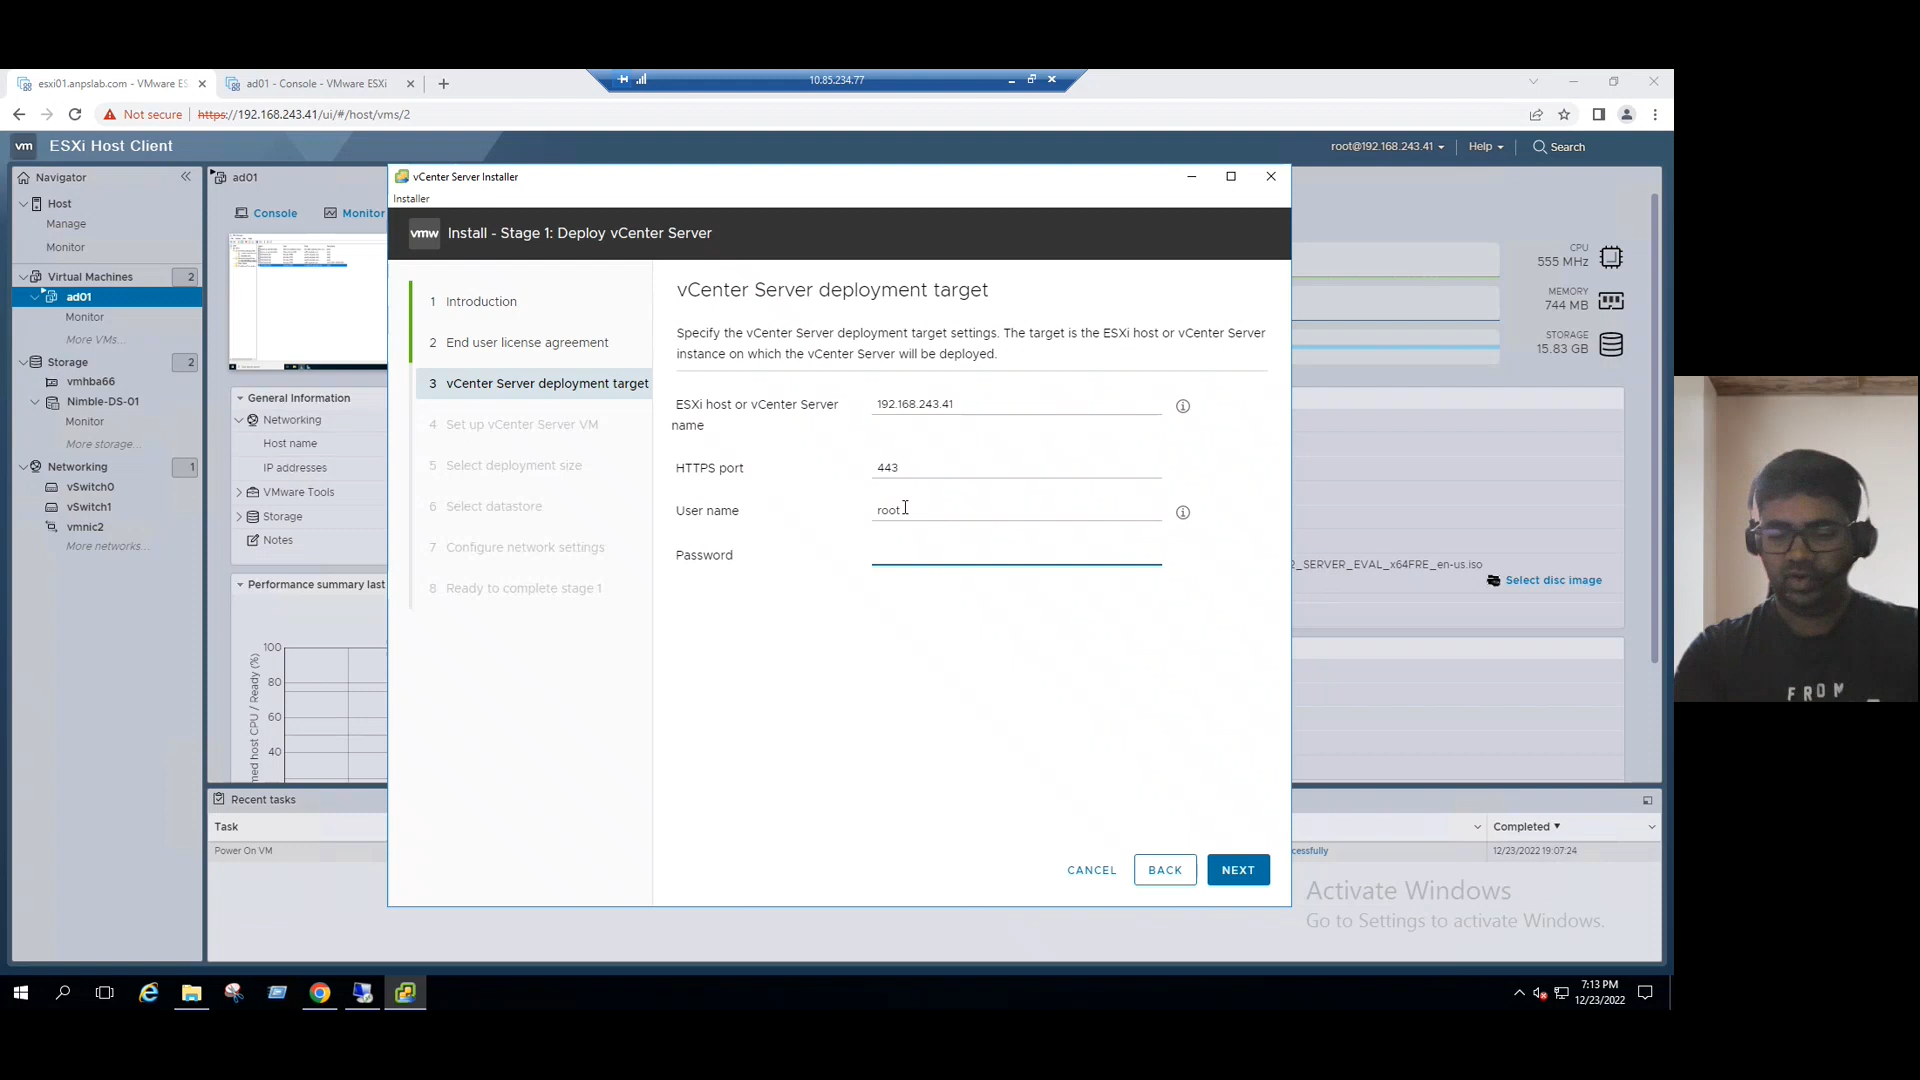 esxi01.anpslab.com - VMware ES
ad01 - Console - VMware ESXi
10.85.234.77
Not secure
https://192.168.243.41/ui/#/host/vms/2
vm
ESXi Host Client
root@192.168.243.41
Help
Search
Navigator
Host
Manage
Monitor
Virtual Machines
2
ad01
Monitor
More VMs...
Storage
2
vmhba66
Nimble-DS-01
Monitor
More storage...
Networking
1
vSwitch0
vSwitch1
vmnic2
More networks...
ad01
Console
Monitor
General Information
Networking
Host name
IP addresses
VMware Tools
Storage
Notes
Performance summary last
100
80
60
40
med host CPU / Ready (%)
vCenter Server Installer
Installer
vmw
Install - Stage 1: Deploy vCenter Server
1 Introduction
2 End user license agreement
3 vCenter Server deployment target
4 Set up vCenter Server VM
5 Select deployment size
6 Select datastore
7 Configure network settings
8 Ready to complete stage 1
vCenter Server deployment target
Specify the vCenter Server deployment target settings. The target is the ESXi host or vCenter Server
instance on which the vCenter Server will be deployed.
ESXi host or vCenter Server
name
192.168.243.41
HTTPS port
443
User name
root
Password
CANCEL
BACK
NEXT
CPU
555 MHz
MEMORY
744 MB
STORAGE
15.83 GB
2_SERVER_EVAL_x64FRE_en-us.iso
Select disc image
Recent tasks
Task
Completed
Power On VM
cessfully
12/23/2022 19:07:24
Activate Windows
Go to Settings to activate Windows.
7:13 PM
12/23/2022
FROM